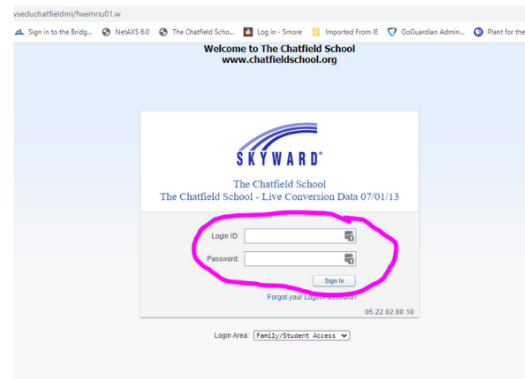 vseduchatfieldmi/fwemnu01.w
Sign in to the Bridg... NetAXS 6.0 The Chatfield Scho... Log in - Smore Imported From IE GoGuardian Admin... Plant for the
Welcome to The Chatfield School
www.chatfieldschool.org
SKYWARD®
The Chatfield School
The Chatfield School - Live Conversion Data 07/01/13
Login ID:
Password:
Sign In
Forgot your Login/Password?
05.22.02.00.10
Login Area: Family/Student Access